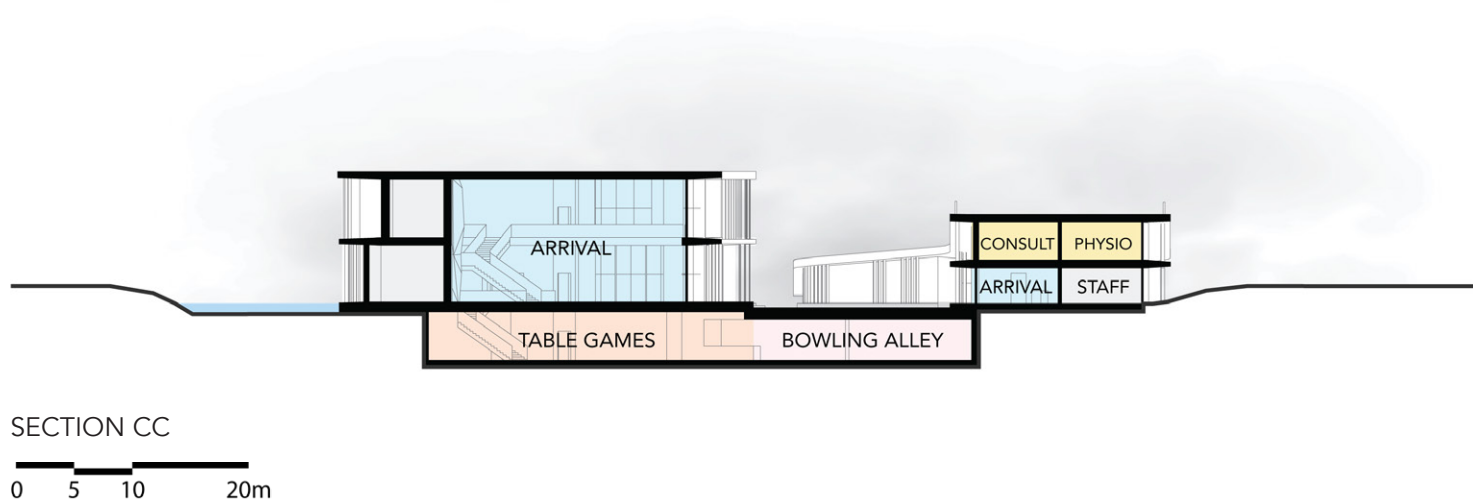 ARRIVAL
CONSULT PHYSIO
ARRIVAL STAFF
TABLE GAMES BOWLING ALLEY
SECTION CC
0 5 10 20m